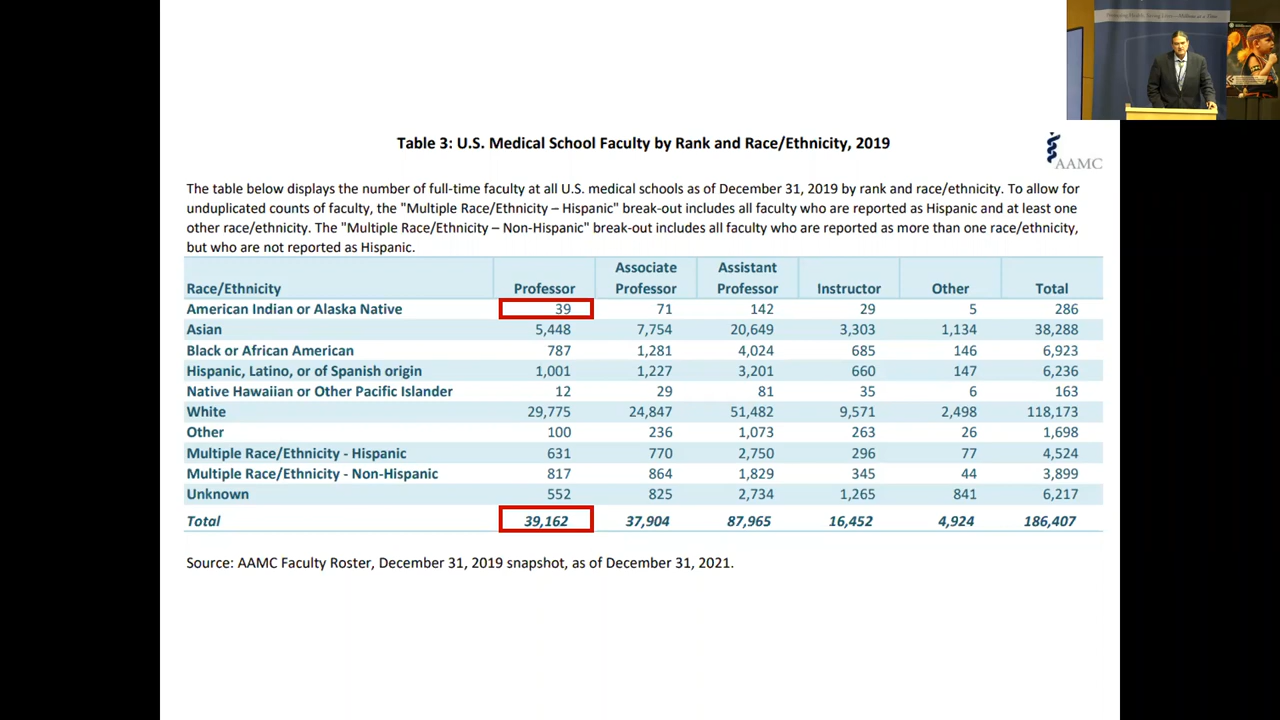 Table 3: U.S. Medical School Faculty by Rank and Race/Ethnicity, 2019
AAMC
The table below displays the number of full-time faculty at all U.S. medical schools as of December 31, 2019 by rank and race/ethnicity. To allow for
unduplicated counts of faculty, the "Multiple Race/Ethnicity – Hispanic" break-out includes all faculty who are reported as Hispanic and at least one
other race/ethnicity. The "Multiple Race/Ethnicity – Non-Hispanic" break-out includes all faculty who are reported as more than one race/ethnicity,
but who are not reported as Hispanic.
Race/Ethnicity Professor Associate Professor Assistant Professor Instructor Other Total
American Indian or Alaska Native 39 71 142 29 5 286
Asian 5,448 7,754 20,649 3,303 1,134 38,288
Black or African American 787 1,281 4,024 685 146 6,923
Hispanic, Latino, or of Spanish origin 1,001 1,227 3,201 660 147 6,236
Native Hawaiian or Other Pacific Islander 12 29 81 35 6 163
White 29,775 24,847 51,482 9,571 2,498 118,173
Other 100 236 1,073 263 26 1,698
Multiple Race/Ethnicity - Hispanic 631 770 2,750 296 77 4,524
Multiple Race/Ethnicity - Non-Hispanic 817 864 1,829 345 44 3,899
Unknown 552 825 2,734 1,265 841 6,217
Total 39,162 37,904 87,965 16,452 4,924 186,407
Source: AAMC Faculty Roster, December 31, 2019 snapshot, as of December 31, 2021.